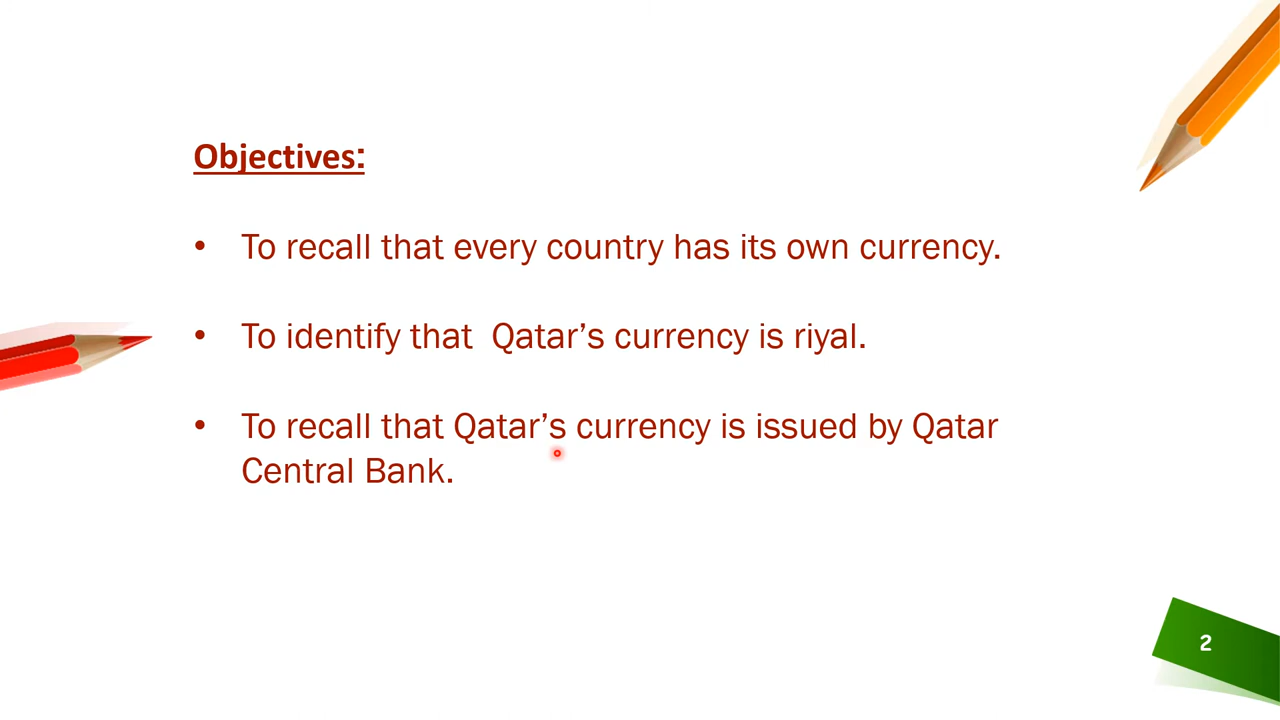 Objectives:
• To recall that every country has its own currency.
• To identify that  Qatar’s currency is riyal.
• To recall that Qatar’s currency is issued by Qatar
Central Bank.
2